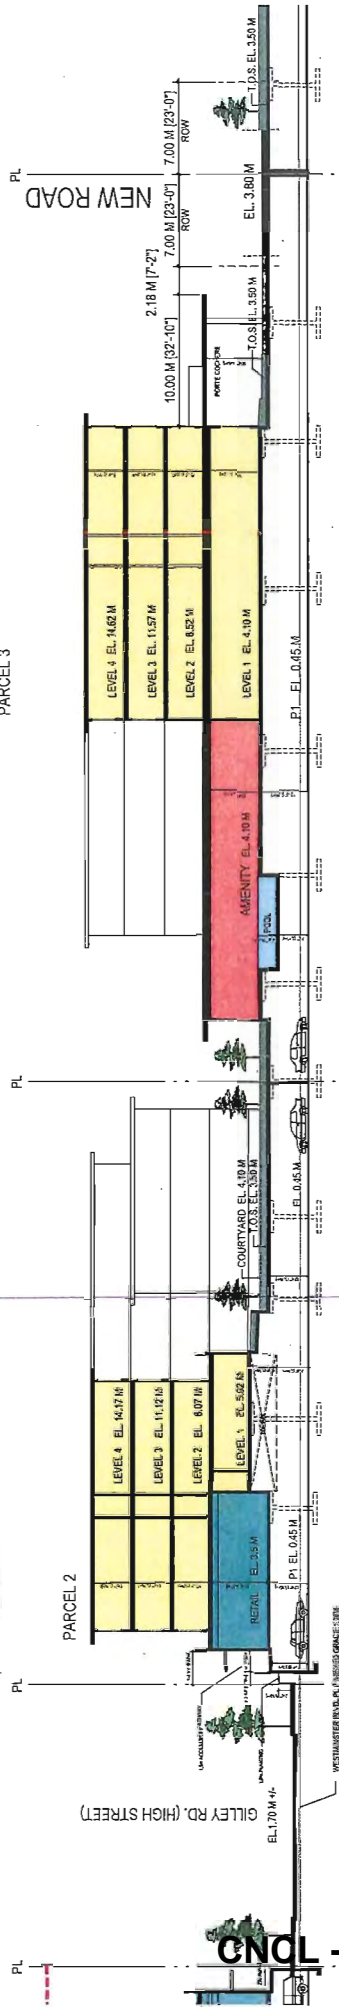 PARCEL 3
PL
NEW ROAD
7.00 M [23'-0"]
ROW
7.00 M [23'-0"]
ROW
2.18 M [7'-2"]
10.00 M [32'-10"]
T.O.S. EL. 3.50 M
EL. 3.80 M
T.O.S. EL. 3.50 M
PORTE COCHERE
LEVEL 4 EL. 14.62 M
LEVEL 3 EL. 11.57 M
LEVEL 2 EL. 8.52 M
LEVEL 1 EL. 4.10 M
P1 EL. 0.45 M
AMENITY EL. 4.10 M
POOL
PL
COURTYARD EL. 4.10 M
T.O.S. EL. 3.50 M
EL. 0.45 M
PARCEL 2
LEVEL 4 EL. 14.17 M
LEVEL 3 EL. 11.12 M
LEVEL 2 EL. 8.07 M
LEVEL 1 EL. 5.02 M
RETAIL EL. 3.5 M
P1 EL. 0.45 M
PL
GILLEY RD. (HIGH STREET)
EL. 1.70 M +/-
PL
CNCL -